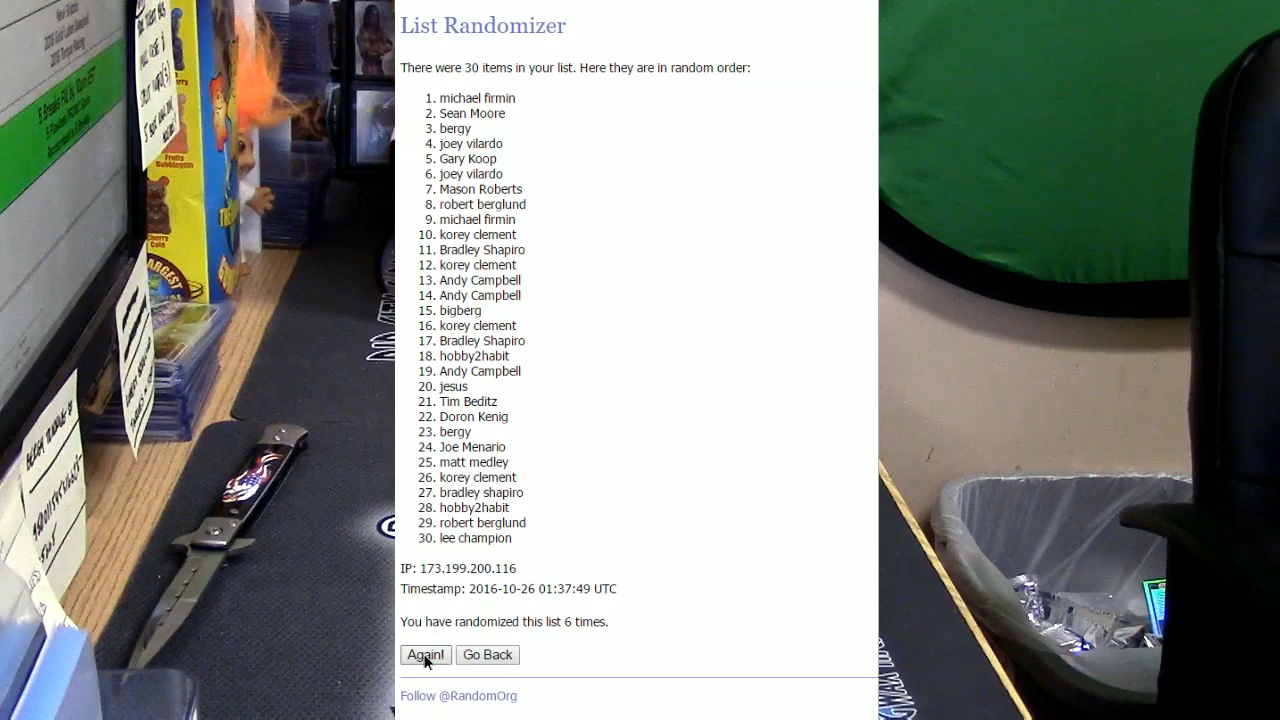 List Randomizer
There were 30 items in your list. Here they are in random order:
1. michael firmin
2. Sean Moore
3. bergy
4. joey vilardo
5. Gary Koop
6. joey vilardo
7. Mason Roberts
8. robert berglund
9. michael firmin
10. korey clement
11. Bradley Shapiro
12. korey clement
13. Andy Campbell
14. Andy Campbell
15. bigberg
16. korey clement
17. Bradley Shapiro
18. hobby2habit
19. Andy Campbell
20. jesus
21. Tim Beditz
22. Doron Kenig
23. bergy
24. Joe Menario
25. matt medley
26. korey clement
27. bradley shapiro
28. hobby2habit
29. robert berglund
30. lee champion
IP: 173.199.200.116
Timestamp: 2016-10-26 01:37:49 UTC
You have randomized this list 6 times.
Again! Go Back
Follow @RandomOrg
Fruity
Bubblegum
Cherry
Cola